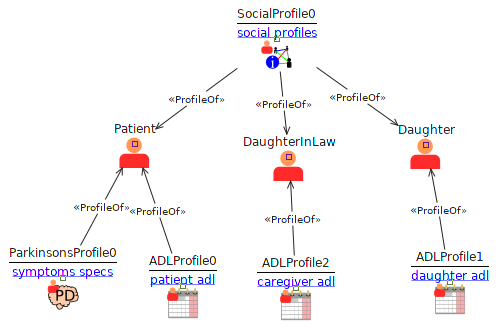 SocialProfile0
social profiles
i
«ProfileOf»
«ProfileOf»
«ProfileOf»
Patient
DaughterInLaw
Daughter
«ProfileOf»
«ProfileOf»
«ProfileOf»
«ProfileOf»
ParkinsonsProfile0
symptoms specs
PD
ADLProfile0
patient adl
ADLProfile2
caregiver adl
ADLProfile1
daughter adl